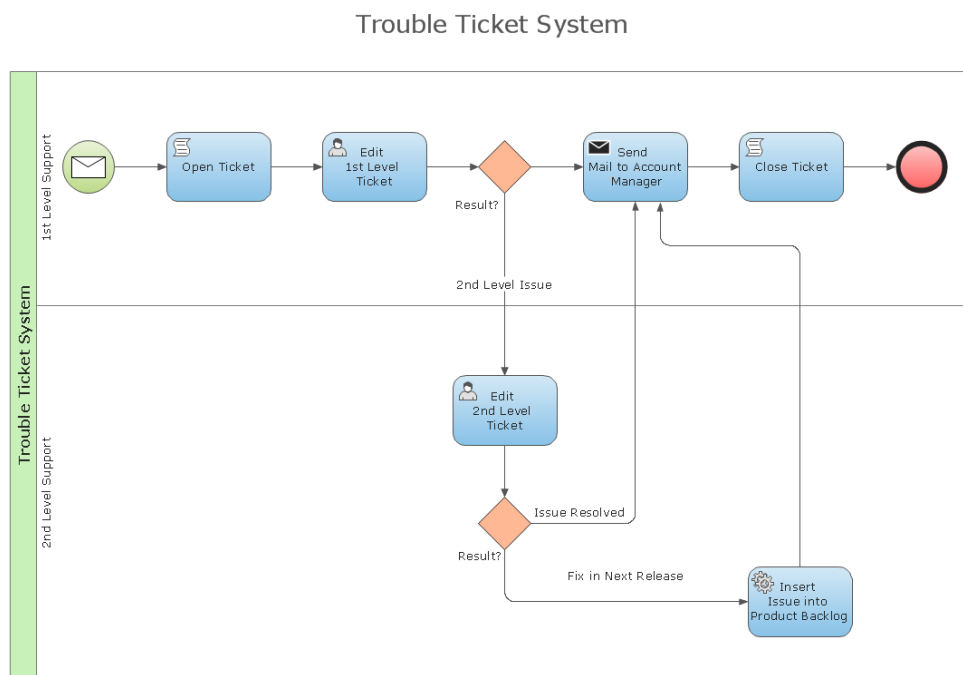 Trouble Ticket System
Trouble Ticket System
1st Level Support
Open Ticket
Edit
1st Level
Ticket
Result?
Send
Mail to Account
Manager
Close Ticket
2nd Level Issue
2nd Level Support
Edit
2nd Level
Ticket
Issue Resolved
Result?
Fix in Next Release
Insert
Issue into
Product Backlog